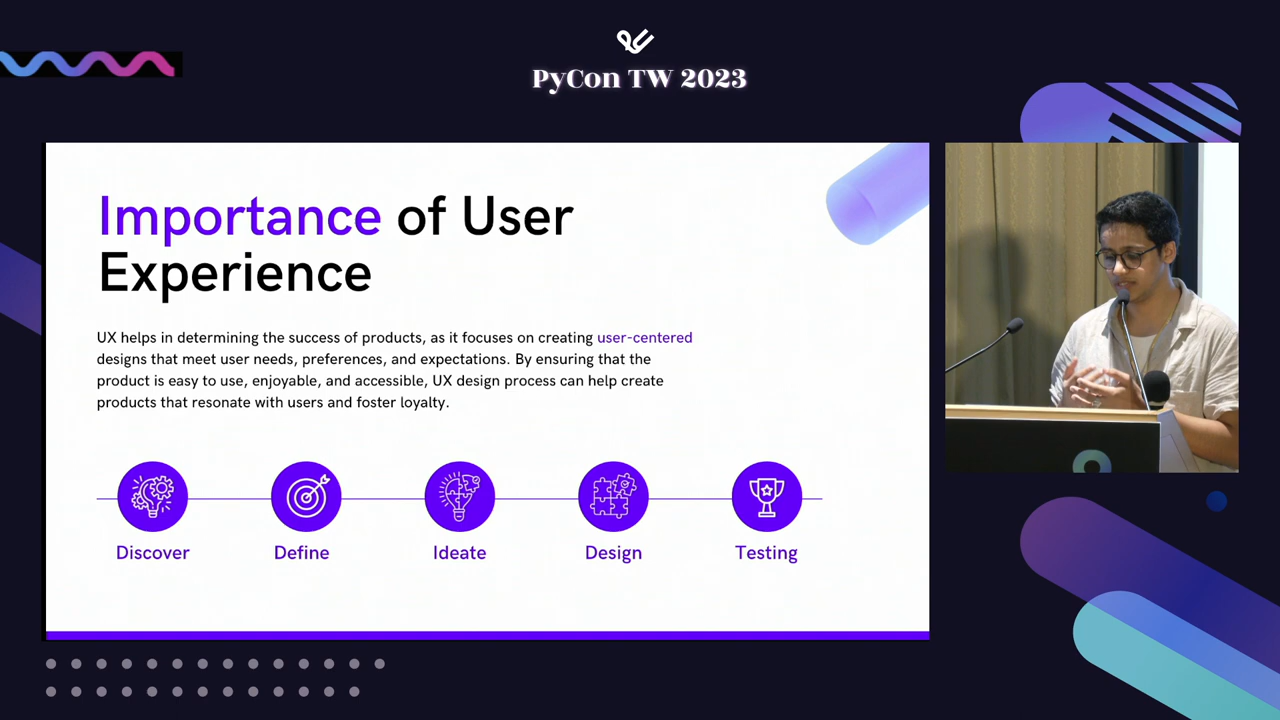 PyCon TW 2023
Importance of User
Experience
UX helps in determining the success of products, as it focuses on creating user-centered
designs that meet user needs, preferences, and expectations. By ensuring that the
product is easy to use, enjoyable, and accessible, UX design process can help create
products that resonate with users and foster loyalty.
Discover
Define
Ideate
Design
Testing